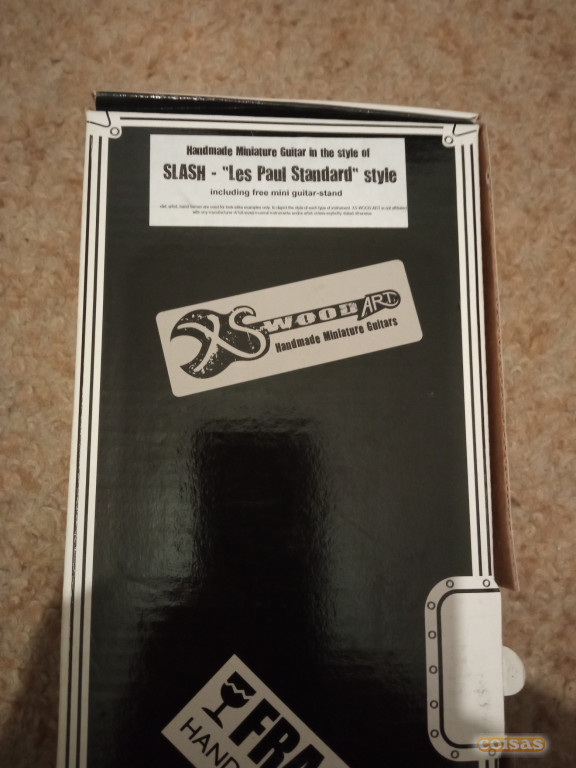 Handmade Miniature Guitar in the style of
SLASH - "Les Paul Standard" style
including free mini guitar-stand
XS WOOD ART
Handmade Miniature Guitars
FRA
HAND
coisas